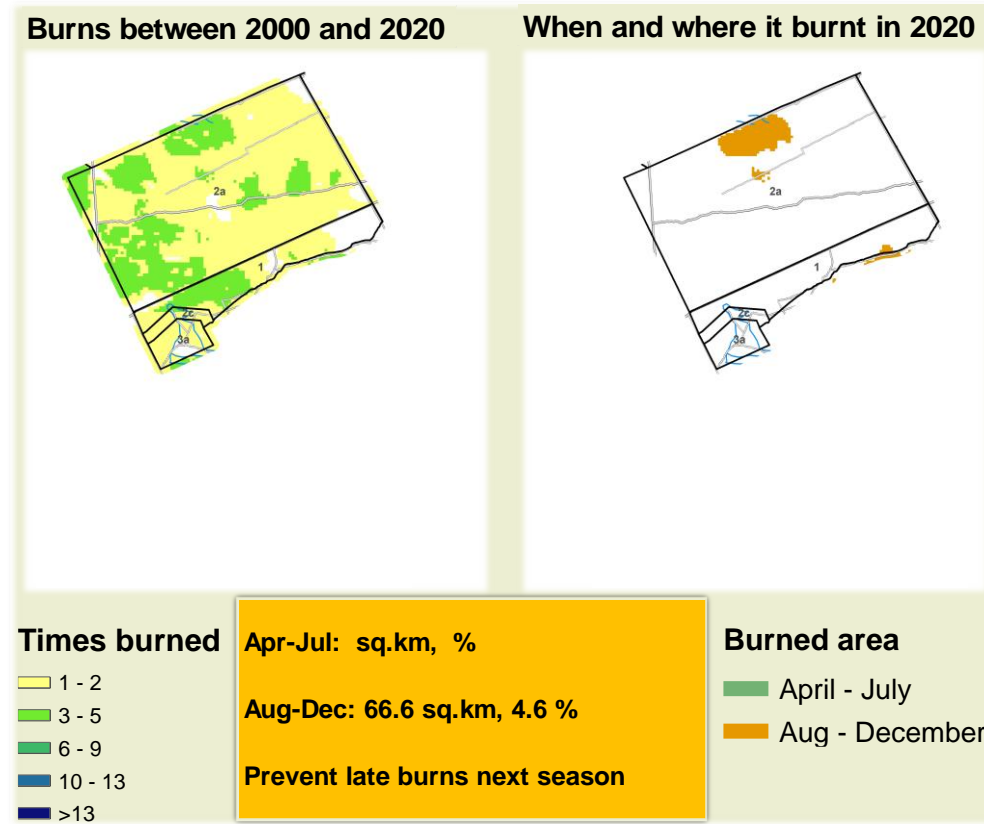 Burns between 2000 and 2020
When and where it burnt in 2020
2a
1
2c
3a
2a
1
2c
3a
Times burned
1 - 2
3 - 5
6 - 9
10 - 13
>13
Apr-Jul: sq.km, %
Aug-Dec: 66.6 sq.km, 4.6 %
Prevent late burns next season
Burned area
April - July
Aug - December